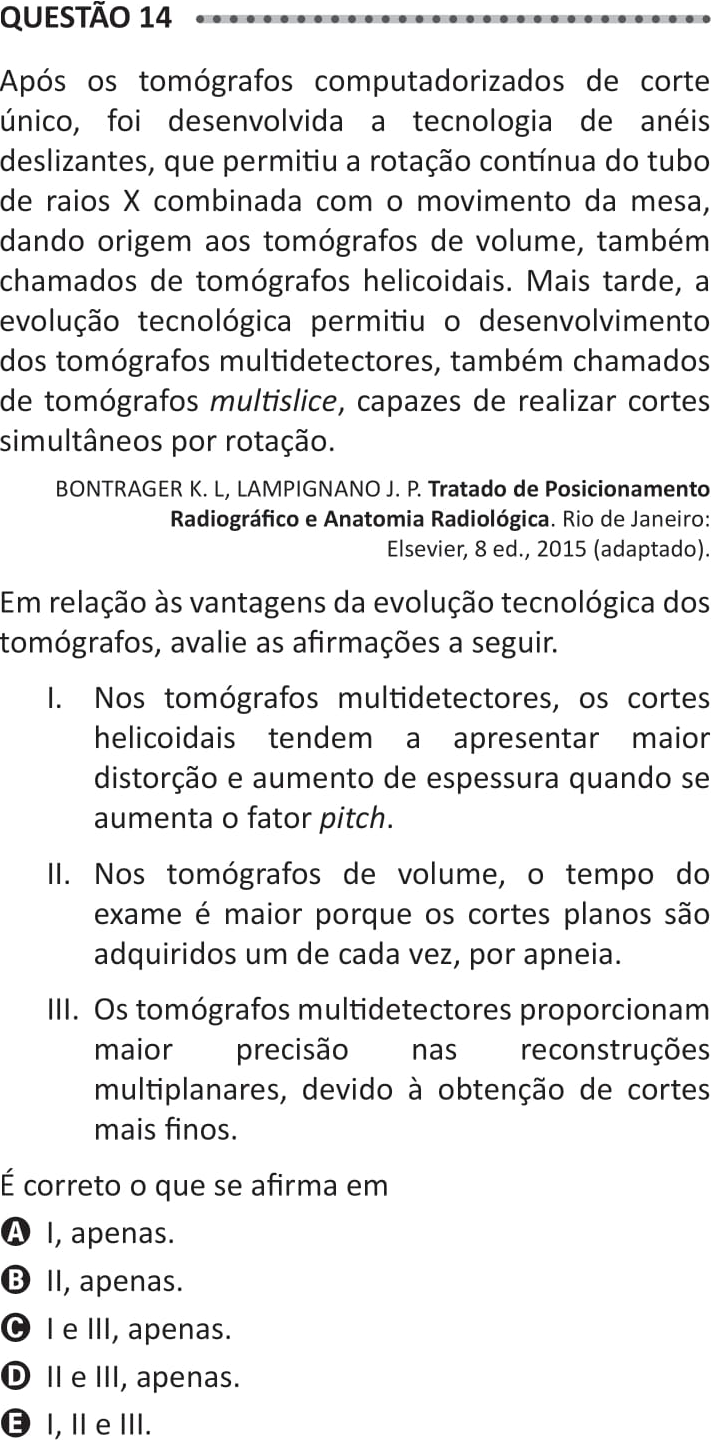 QUESTÃO 14
Após os tomógrafos computadorizados de corte
único, foi desenvolvida a tecnologia de anéis
deslizantes, que permitiu a rotação contínua do tubo
de raios X combinada com o movimento da mesa,
dando origem aos tomógrafos de volume, também
chamados de tomógrafos helicoidais. Mais tarde, a
evolução tecnológica permitiu o desenvolvimento
dos tomógrafos multidetectores, também chamados
de tomógrafos multislice, capazes de realizar cortes
simultâneos por rotação.
BONTRAGER K. L, LAMPIGNANO J. P. Tratado de Posicionamento
Radiográfico e Anatomia Radiológica. Rio de Janeiro:
Elsevier, 8 ed., 2015 (adaptado).
Em relação às vantagens da evolução tecnológica dos
tomógrafos, avalie as afirmações a seguir.
I. Nos tomógrafos multidetectores, os cortes
helicoidais tendem a apresentar maior
distorção e aumento de espessura quando se
aumenta o fator pitch.
II. Nos tomógrafos de volume, o tempo do
exame é maior porque os cortes planos são
adquiridos um de cada vez, por apneia.
III. Os tomógrafos multidetectores proporcionam
maior precisão nas reconstruções
multiplanares, devido à obtenção de cortes
mais finos.
É correto o que se afirma em
A I, apenas.
B II, apenas.
C I e III, apenas.
D II e III, apenas.
E I, II e III.